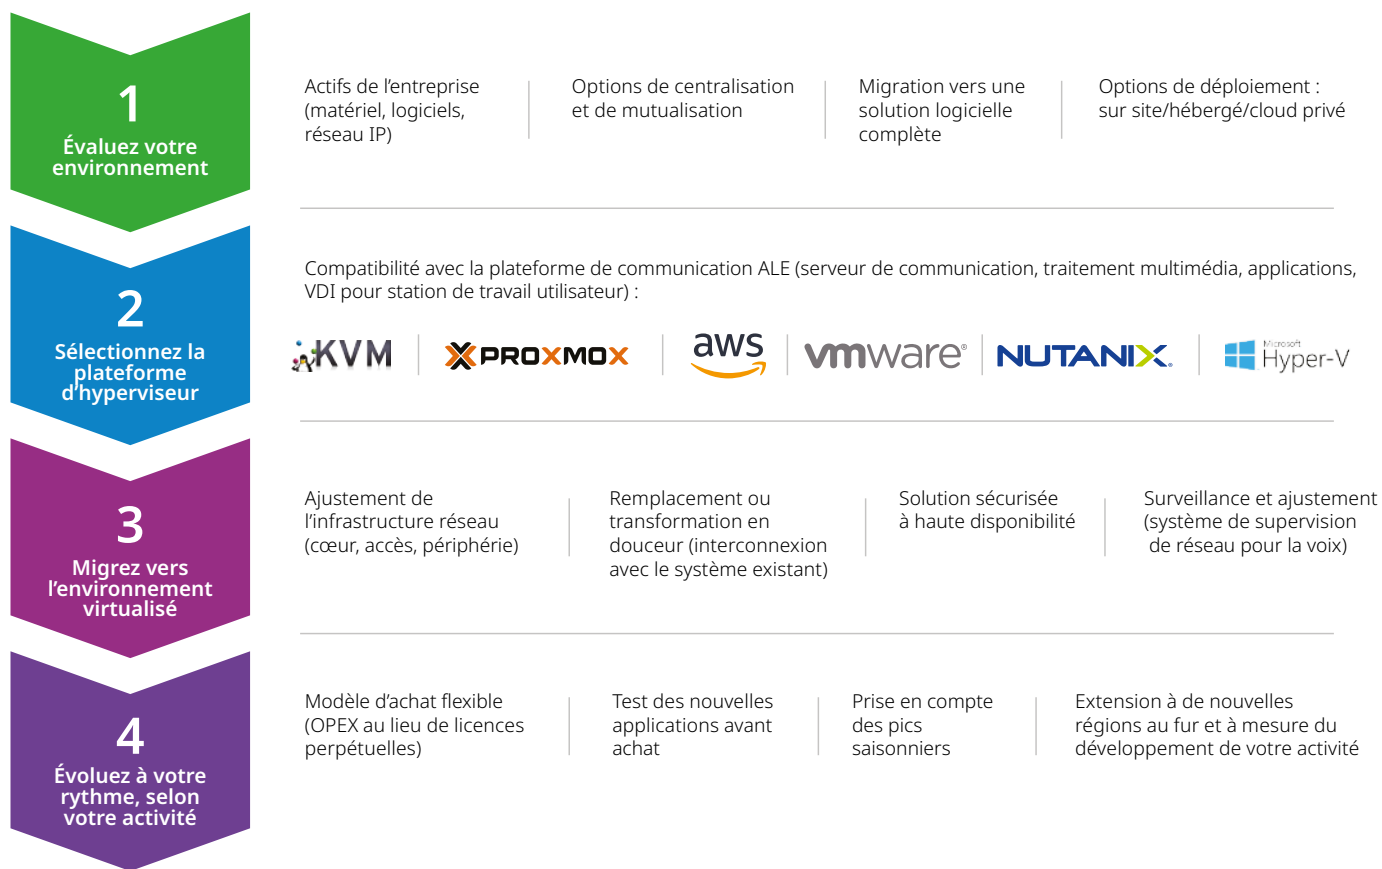 1
Évaluez votre
environnement
Actifs de l’entreprise
(matériel, logiciels,
réseau IP)
Options de centralisation
et de mutualisation
Migration vers une
solution logicielle
complète
Options de déploiement :
sur site/hébergé/cloud privé
2
Sélectionnez la
plateforme
d’hyperviseur
Compatibilité avec la plateforme de communication ALE (serveur de communication, traitement multimédia, applications,
VDI pour station de travail utilisateur) :
KVM
PROXMOX
aws
vmware®
NUTANIX.
Microsoft
Hyper-V
3
Migrez vers
l’environnement
virtualisé
Ajustement de
l’infrastructure réseau
(cœur, accès, périphérie)
Remplacement ou
transformation en
douceur (interconnexion
avec le système existant)
Solution sécurisée
à haute disponibilité
Surveillance et ajustement
(système de supervision
de réseau pour la voix)
4
Évoluez à votre
rythme, selon
votre activité
Modèle d’achat flexible
(OPEX au lieu de licences
perpétuelles)
Test des nouvelles
applications avant
achat
Prise en compte
des pics
saisonniers
Extension à de nouvelles
régions au fur et à mesure du
développement de votre activité